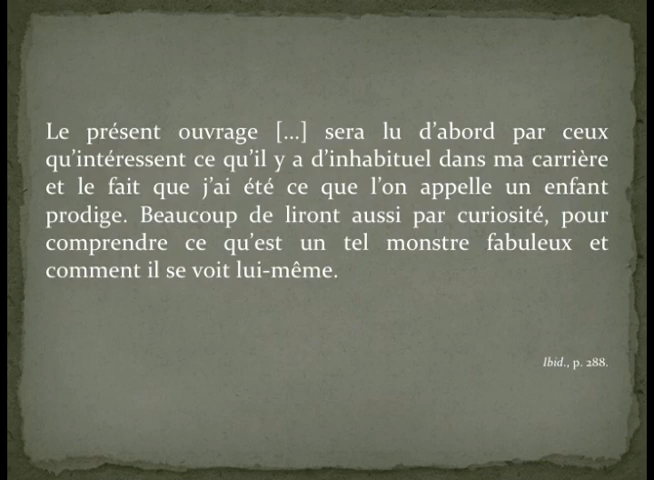 Le présent ouvrage [...] sera lu d'abord par ceux
qu'intéressent ce qu'il y a d'inhabituel dans ma carrière
et le fait que j'ai été ce que l'on appelle un enfant
prodige. Beaucoup de liront aussi par curiosité, pour
comprendre ce qu'est un tel monstre fabuleux et
comment il se voit lui-même.
Ibid., p. 288.